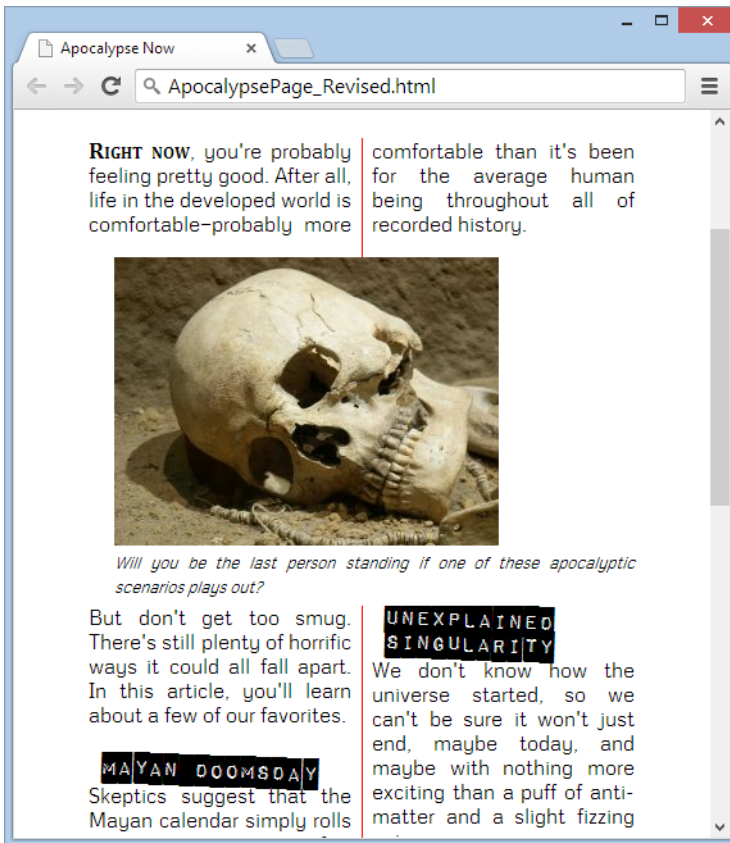 Apocalypse Now
ApocalypsePage_Revised.html
RIGHT NOW, you're probably
feeling pretty good. After all,
life in the developed world is
comfortable–probably more
comfortable than it's been
for the average human
being throughout all of
recorded history.
Will you be the last person standing if one of these apocalyptic
scenarios plays out?
But don't get too smug.
There's still plenty of horrific
ways it could all fall apart.
In this article, you'll learn
about a few of our favorites.
MAYAN DOOMSDAY
Skeptics suggest that the
Mayan calendar simply rolls
UNEXPLAINED
SINGULARITY
We don't know how the
universe started, so we
can't be sure it won't just
end, maybe today, and
maybe with nothing more
exciting than a puff of anti-
matter and a slight fizzing